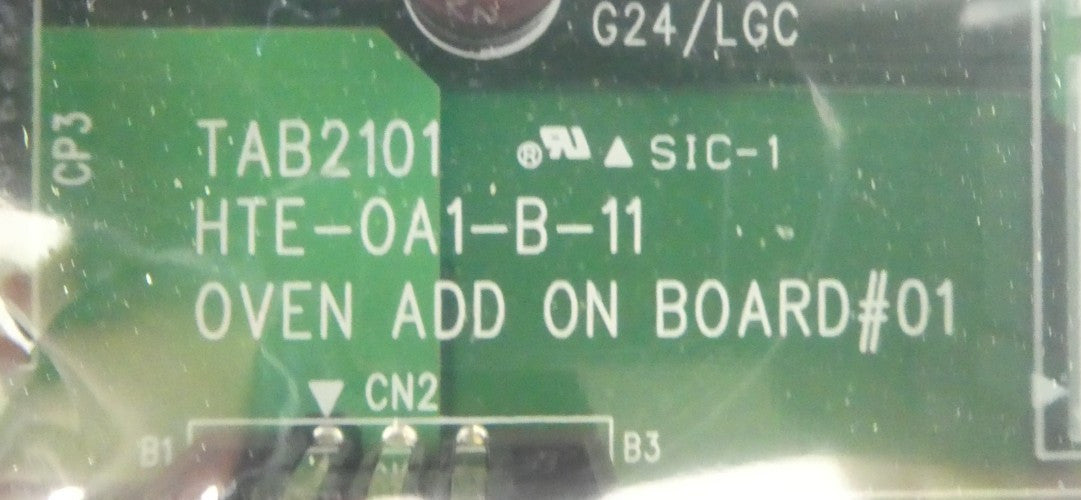 G24/LGC
CP3
TAB2101 ® ▲ SIC-1
HTE-OA1-B-11
OVEN ADD ON BOARD#01
▼ CN2
B1 B3